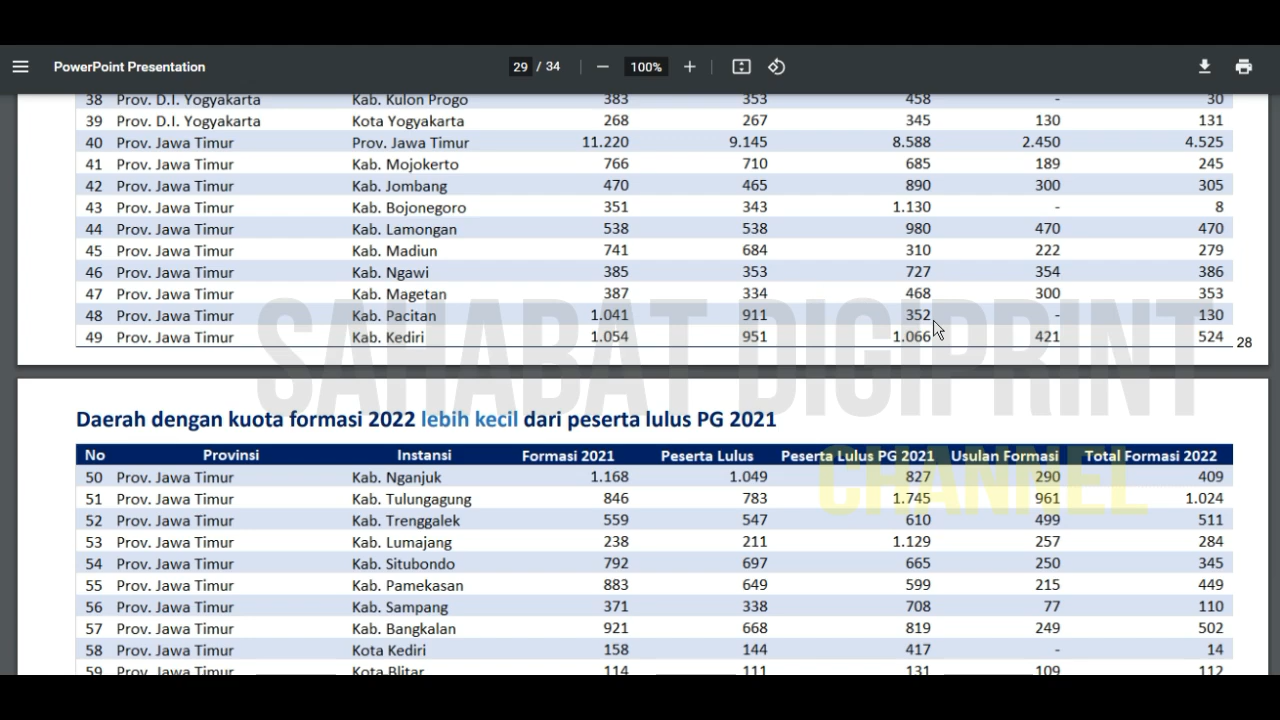 PowerPoint Presentation 29 / 34 100%
38 Prov. D.I. Yogyakarta Kab. Kulon Progo 383 353 458 - 30
39 Prov. D.I. Yogyakarta Kota Yogyakarta 268 267 345 130 131
40 Prov. Jawa Timur Prov. Jawa Timur 11.220 9.145 8.588 2.450 4.525
41 Prov. Jawa Timur Kab. Mojokerto 766 710 685 189 245
42 Prov. Jawa Timur Kab. Jombang 470 465 890 300 305
43 Prov. Jawa Timur Kab. Bojonegoro 351 343 1.130 - 8
44 Prov. Jawa Timur Kab. Lamongan 538 538 980 470 470
45 Prov. Jawa Timur Kab. Madiun 741 684 310 222 279
46 Prov. Jawa Timur Kab. Ngawi 385 353 727 354 386
47 Prov. Jawa Timur Kab. Magetan 387 334 468 300 353
48 Prov. Jawa Timur Kab. Pacitan 1.041 911 352 - 130
49 Prov. Jawa Timur Kab. Kediri 1.054 951 1.066 421 524
28
SAHABAT DIGIPRINT
CHANNEL
Daerah dengan kuota formasi 2022 lebih kecil dari peserta lulus PG 2021
No Provinsi Instansi Formasi 2021 Peserta Lulus Peserta Lulus PG 2021 Usulan Formasi Total Formasi 2022
50 Prov. Jawa Timur Kab. Nganjuk 1.168 1.049 827 290 409
51 Prov. Jawa Timur Kab. Tulungagung 846 783 1.745 961 1.024
52 Prov. Jawa Timur Kab. Trenggalek 559 547 610 499 511
53 Prov. Jawa Timur Kab. Lumajang 238 211 1.129 257 284
54 Prov. Jawa Timur Kab. Situbondo 792 697 665 250 345
55 Prov. Jawa Timur Kab. Pamekasan 883 649 599 215 449
56 Prov. Jawa Timur Kab. Sampang 371 338 708 77 110
57 Prov. Jawa Timur Kab. Bangkalan 921 668 819 249 502
58 Prov. Jawa Timur Kota Kediri 158 144 417 - 14
59 Prov. Jawa Timur Kota Blitar 114 111 131 109 112